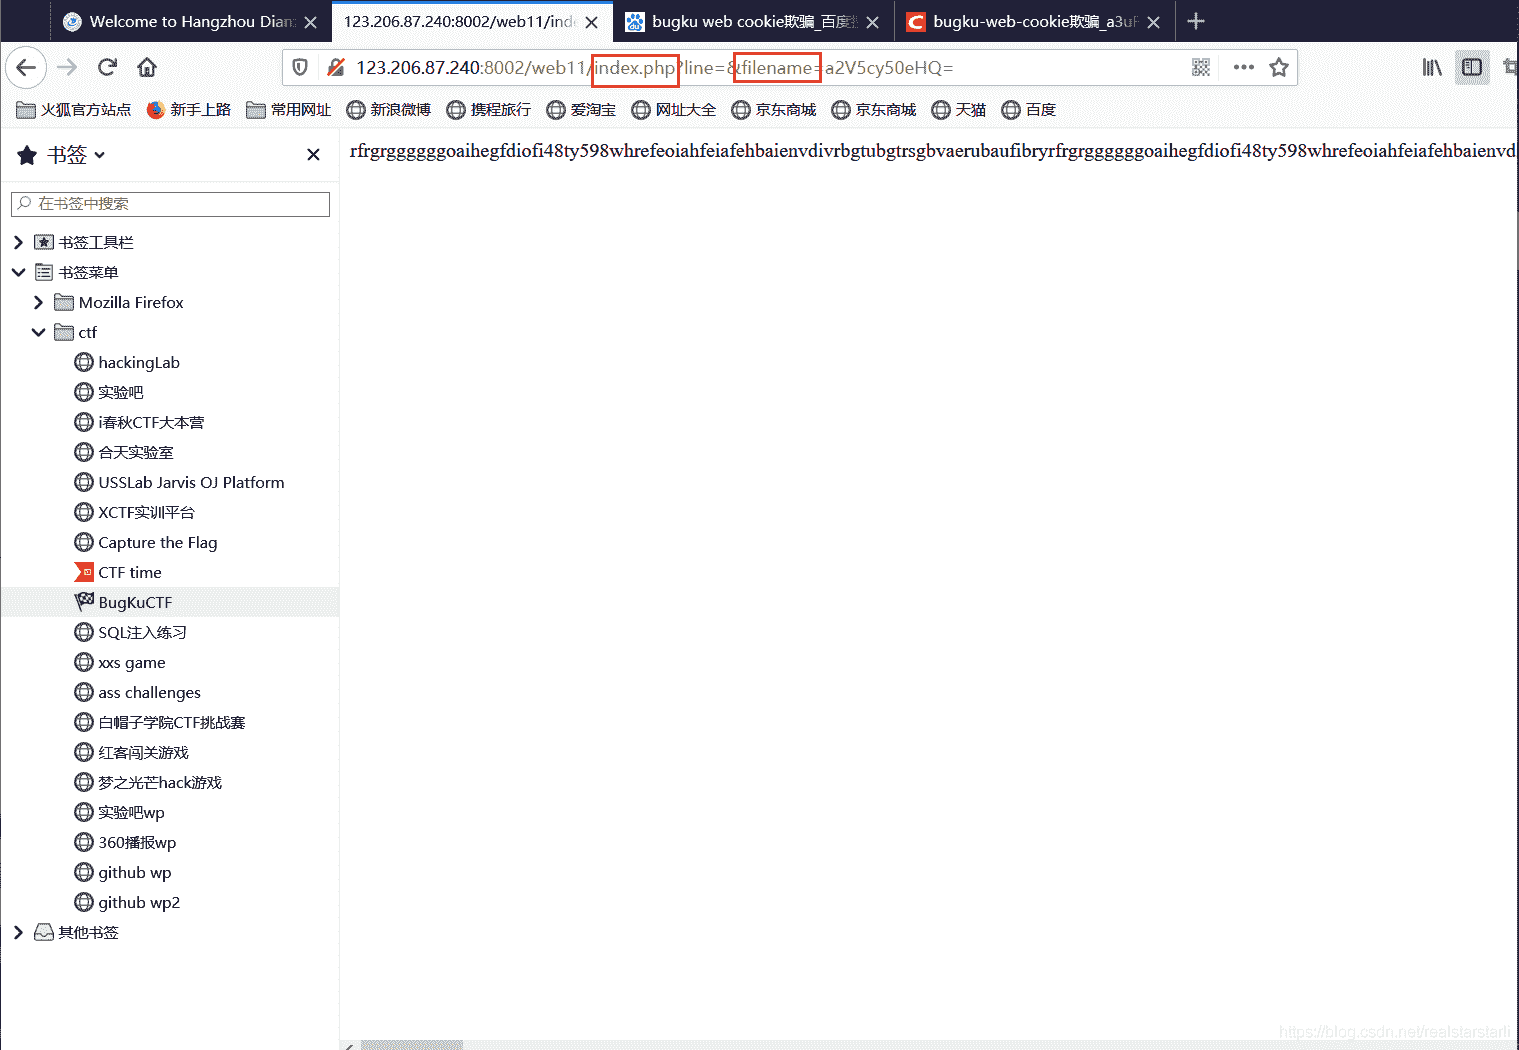 Welcome to Hangzhou Dian
123.206.87.240:8002/web11/inde
bugku web cookie欺骗_百度
bugku-web-cookie欺骗_a3uR
123.206.87.240:8002/web11/index.php?line=&filename=a2V5cy50eHQ=
火狐官方站点
新手上路
常用网址
新浪微博
携程旅行
爱淘宝
网址大全
京东商城
京东商城
天猫
百度
书签
rfrgrggggggoaihegfdiofi48ty598whrefeoiahfeiafehbaienvdivrbgtubgtrsgbvaerubaufibryrfrgrggggggoaihegfdiofi48ty598whrefeoiahfeiafehbaienvd
在书签中搜索
书签工具栏
书签菜单
Mozilla Firefox
ctf
hackingLab
实验吧
i春秋CTF大本营
合天实验室
USSLab Jarvis OJ Platform
XCTF实训平台
Capture the Flag
CTF time
BugKuCTF
SQL注入练习
xxs game
ass challenges
白帽子学院CTF挑战赛
红客闯关游戏
梦之光芒hack游戏
实验吧wp
360播报wp
github wp
github wp2
其他书签
https://blog.csdn.net/realstarstarli